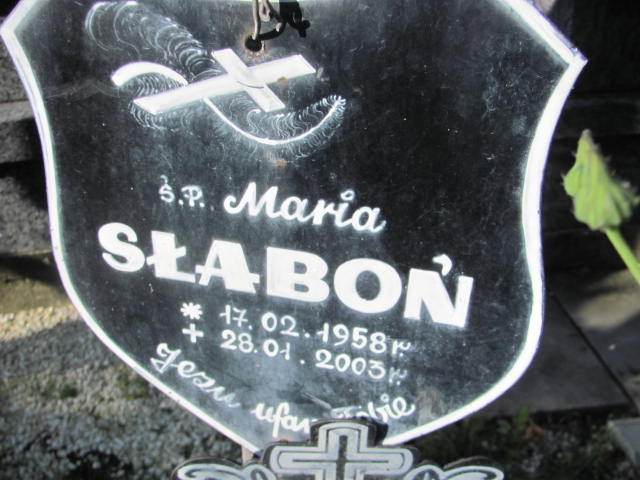 Ś.P. Maria
SŁABOŃ
* 17.02.1958 r.
+ 28.01.2003 r.
Jezu ufam Tobie